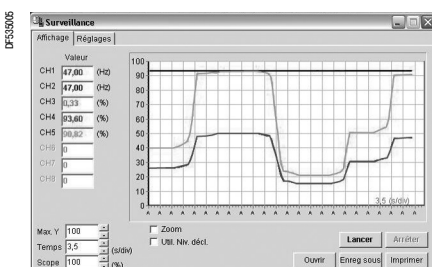 DF535005
Surveillance
Affichage Réglages
Valeur
CH1 47,00 (Hz)
CH2 47,00 (Hz)
CH3 0,33 (%)
CH4 93,60 (%)
CH5 90,82 (%)
CH6 0
CH7 0
CH8 0
100
90
80
70
60
50
40
30
20
10
3,5 (s/div)
A A A A A A A A A A A A A A A A A A A A
Max. Y 100
Temps 3,5 (s/div)
Scope 100 (%)
Zoom
Util. Niv. décl.
Lancer Arrêter
Ouvrir Enreg sous Imprimer